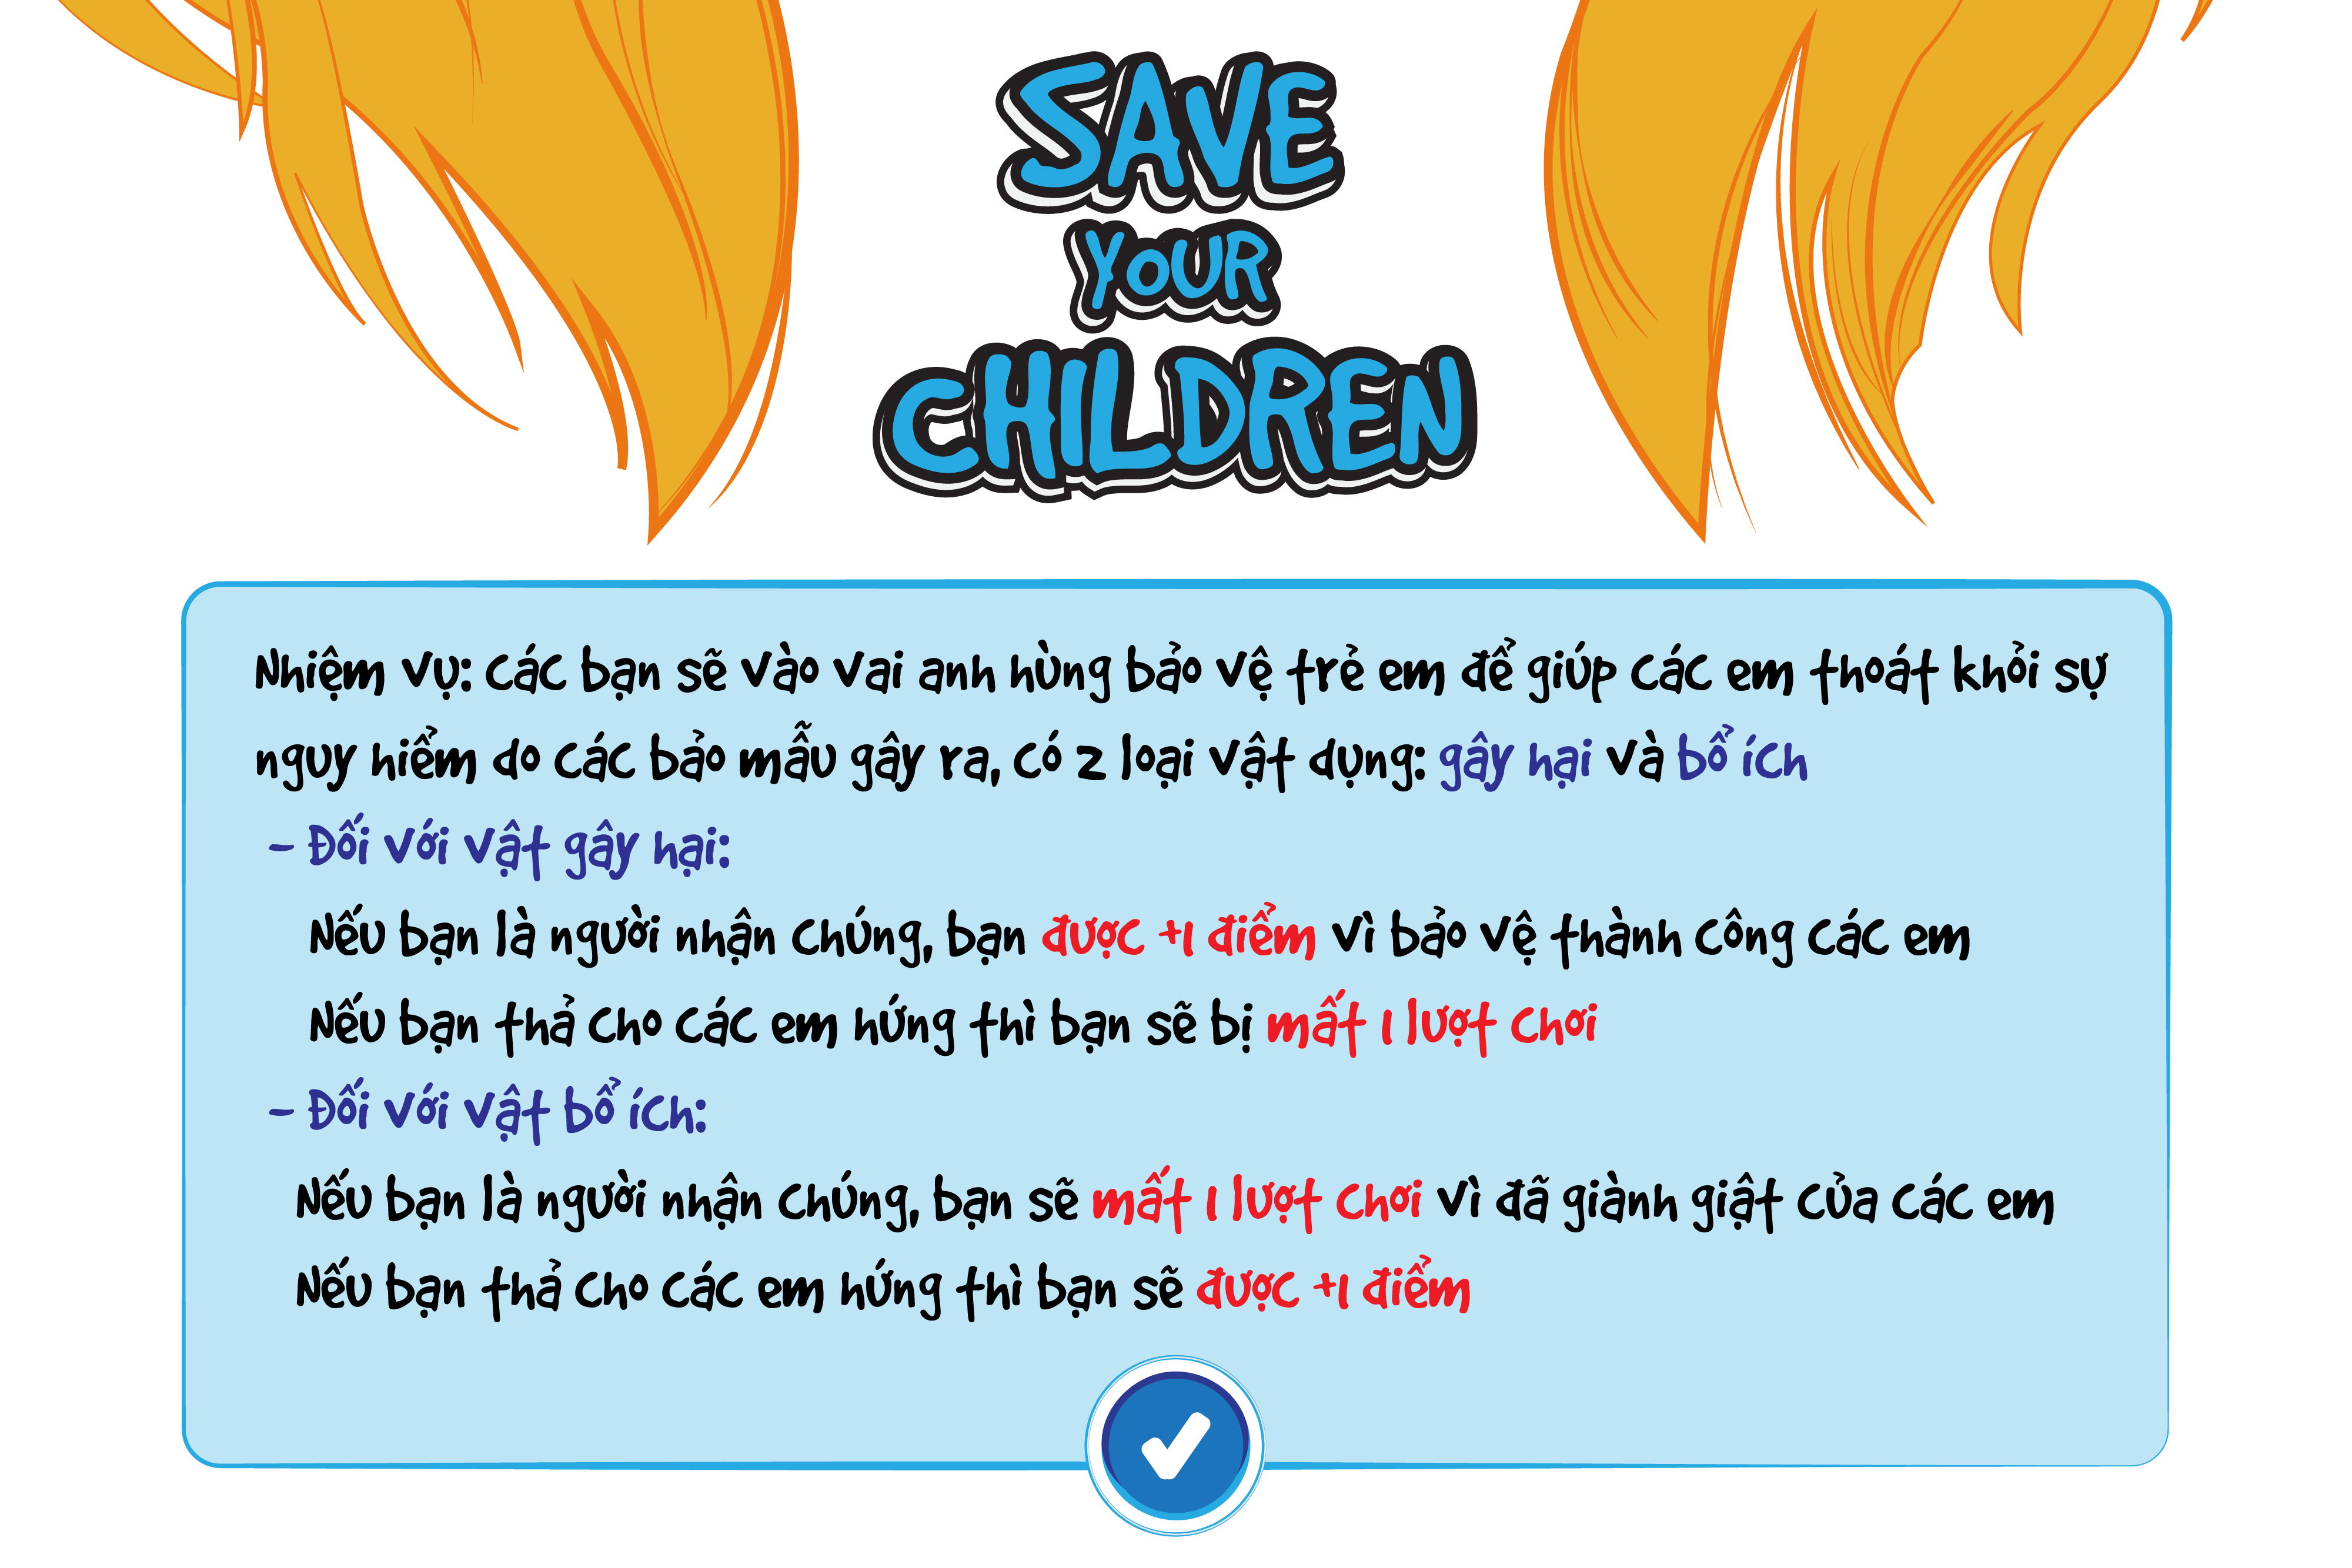 SAVE
YOUR
CHILDREN
Nhiệm vụ: các bạn sẽ vào vai anh hùng bảo vệ trẻ em để giúp các em thoát khỏi sự
nguy hiểm do các bảo mẫu gây ra, có 2 loại vật dụng: gậy hại và bổ ích
- Đối với vật gậy hại:
Nếu bạn là người nhận chúng, bạn được +1 điểm vì bảo vệ thành công các em
Nếu bạn thả cho các em hứng thì bạn sẽ bị mất 1 lượt chơi
- Đối với vật bổ ích:
Nếu bạn là người nhận chúng, bạn sẽ mất 1 lượt chơi vì đã giành giật của các em
Nếu bạn thả cho các em hứng thì bạn sẽ được +1 điểm